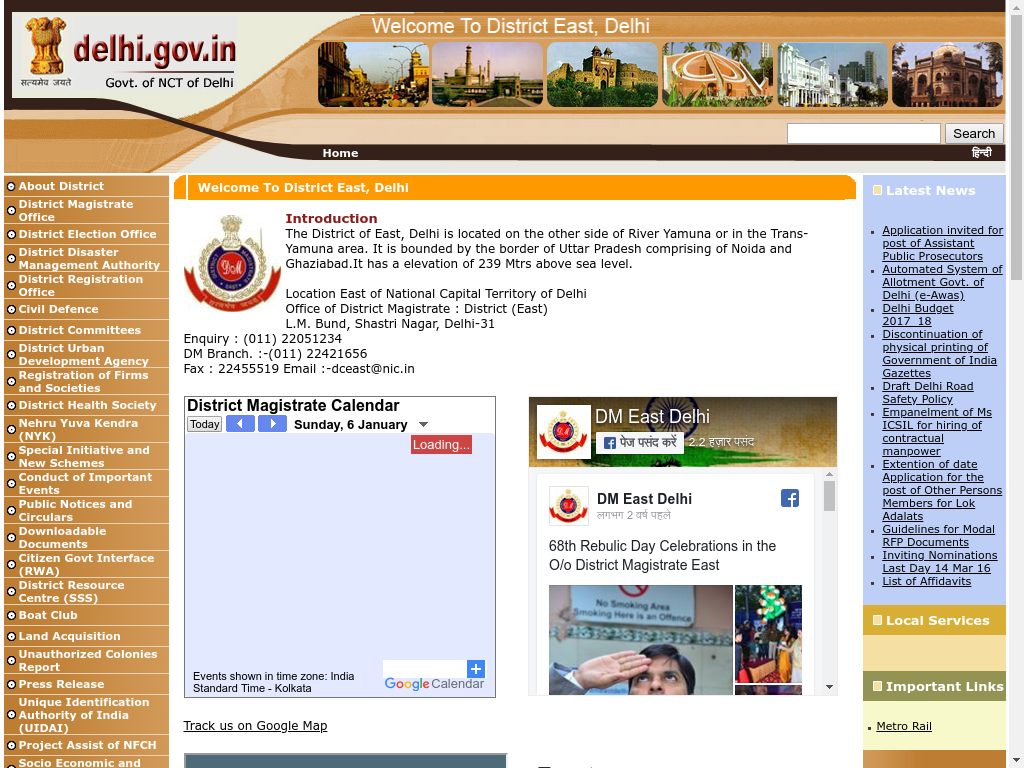 Welcome To District East, Delhi
delhi.gov.in
सत्यमेव जयते
Govt. of NCT of Delhi
Search
Home
हिन्दी
About District
District Magistrate
Office
District Election Office
District Disaster
Management Authority
District Registration
Office
Civil Defence
District Committees
District Urban
Development Agency
Registration of Firms
and Societies
District Health Society
Nehru Yuva Kendra
(NYK)
Special Initiative and
New Schemes
Conduct of Important
Events
Public Notices and
Circulars
Downloadable
Documents
Citizen Govt Interface
(RWA)
District Resource
Centre (SSS)
Boat Club
Land Acquisition
Unauthorized Colonies
Report
Press Release
Unique Identification
Authority of India
(UIDAI)
Project Assist of NFCH
Socio Economic and
Welcome To District East, Delhi
Introduction
The District of East, Delhi is located on the other side of River Yamuna or in the Trans-
Yamuna area. It is bounded by the border of Uttar Pradesh comprising of Noida and
Ghaziabad.It has a elevation of 239 Mtrs above sea level.
Location East of National Capital Territory of Delhi
Office of District Magistrate : District (East)
L.M. Bund, Shastri Nagar, Delhi-31
Enquiry : (011) 22051234
DM Branch. :-(011) 22421656
Fax : 22455519 Email :-dceast@nic.in
District Magistrate Calendar
Today
Sunday, 6 January
Loading...
Events shown in time zone: India
Standard Time - Kolkata
Google Calendar
Track us on Google Map
DM East Delhi
पेज पसंद करें
2.2 हज़ार पसंद
DM East Delhi
लगभग 2 वर्ष पहले
68th Rebulic Day Celebrations in the
O/o District Magistrate East
No Smoking Area
Smoking Here is an Offence
Latest News
Application invited for
post of Assistant
Public Prosecutors
Automated System of
Allotment Govt. of
Delhi (e-Awas)
Delhi Budget
2017_18
Discontinuation of
physical printing of
Government of India
Gazettes
Draft Delhi Road
Safety Policy
Empanelment of Ms
ICSIL for hiring of
contractual
manpower
Extention of date
Application for the
post of Other Persons
Members for Lok
Adalats
Guidelines for Modal
RFP Documents
Inviting Nominations
Last Day 14 Mar 16
List of Affidavits
Local Services
Important Links
Metro Rail